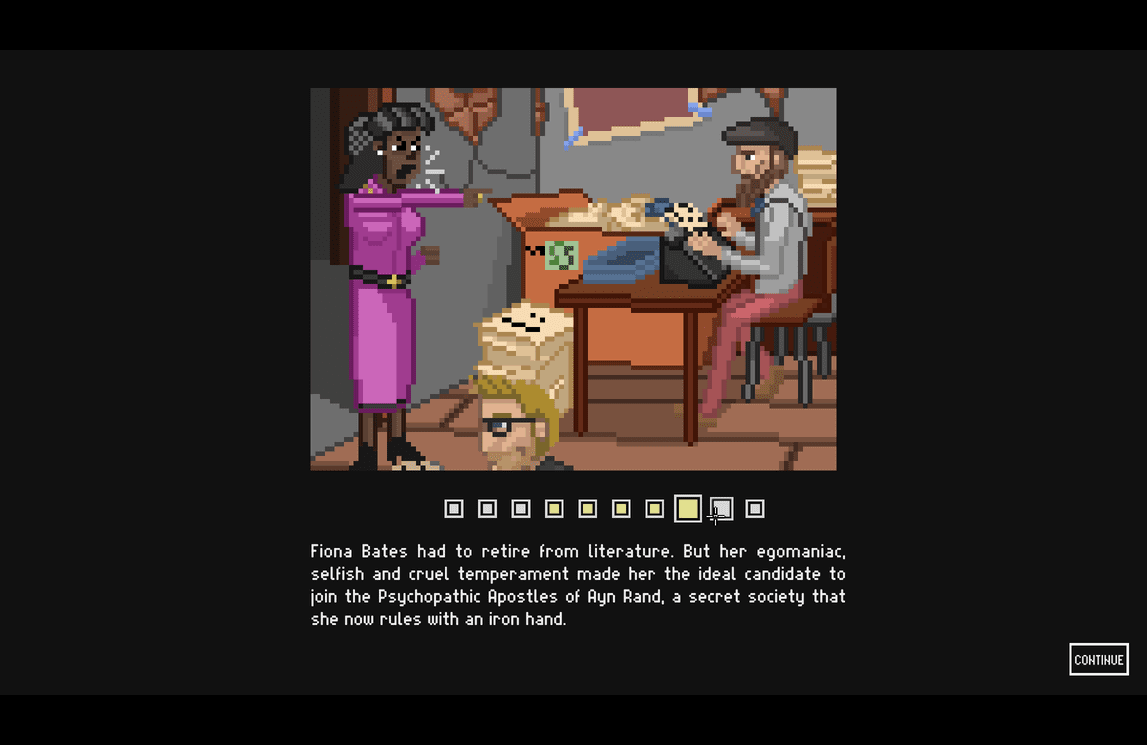 Fiona Bates had to retire from literature. But her egomaniac,
selfish and cruel temperament made her the ideal candidate to
join the Psychopathic Apostles of Ayn Rand, a secret society that
she now rules with an iron hand.
CONTINUE